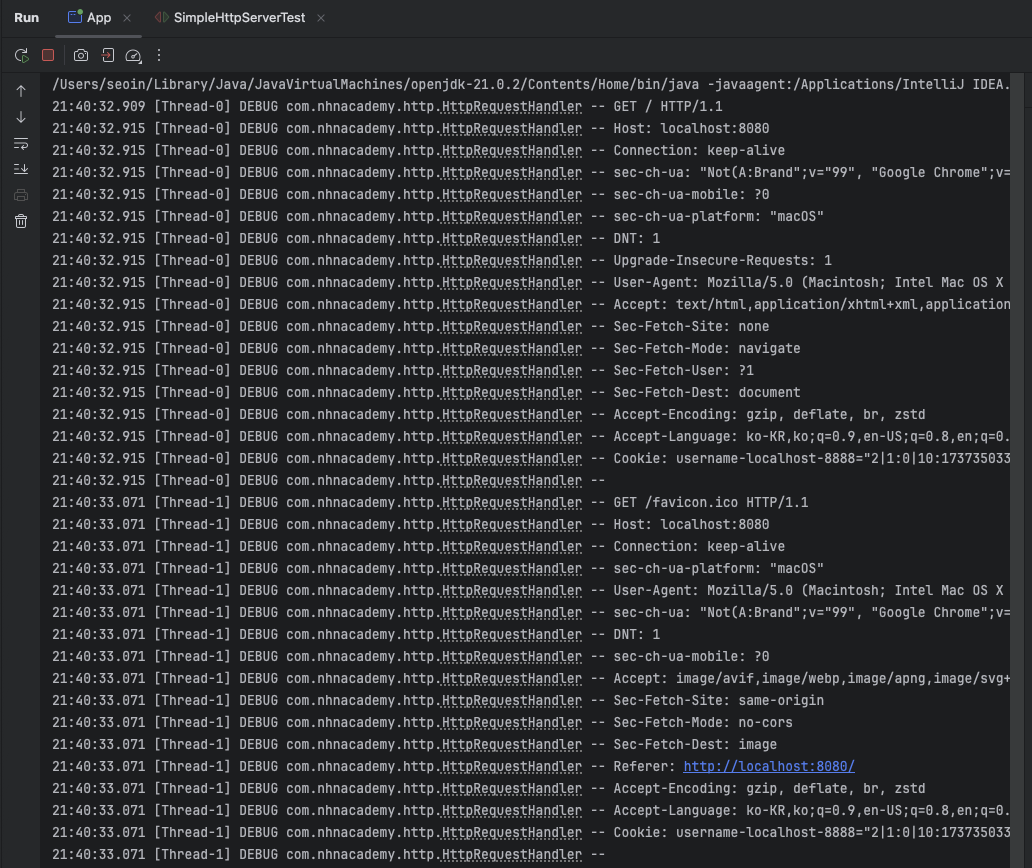 Run App SimpleHttpServerTest
/Users/seoin/Library/Java/JavaVirtualMachines/openjdk-21.0.2/Contents/Home/bin/java -javaagent:/Applications/IntelliJ IDEA.
21:40:32.909 [Thread-0] DEBUG com.nhnacademy.http.HttpRequestHandler -- GET / HTTP/1.1
21:40:32.915 [Thread-0] DEBUG com.nhnacademy.http.HttpRequestHandler -- Host: localhost:8080
21:40:32.915 [Thread-0] DEBUG com.nhnacademy.http.HttpRequestHandler -- Connection: keep-alive
21:40:32.915 [Thread-0] DEBUG com.nhnacademy.http.HttpRequestHandler -- sec-ch-ua: "Not(A:Brand";v="99", "Google Chrome";v=
21:40:32.915 [Thread-0] DEBUG com.nhnacademy.http.HttpRequestHandler -- sec-ch-ua-mobile: ?0
21:40:32.915 [Thread-0] DEBUG com.nhnacademy.http.HttpRequestHandler -- sec-ch-ua-platform: "macOS"
21:40:32.915 [Thread-0] DEBUG com.nhnacademy.http.HttpRequestHandler -- DNT: 1
21:40:32.915 [Thread-0] DEBUG com.nhnacademy.http.HttpRequestHandler -- Upgrade-Insecure-Requests: 1
21:40:32.915 [Thread-0] DEBUG com.nhnacademy.http.HttpRequestHandler -- User-Agent: Mozilla/5.0 (Macintosh; Intel Mac OS X
21:40:32.915 [Thread-0] DEBUG com.nhnacademy.http.HttpRequestHandler -- Accept: text/html,application/xhtml+xml,application
21:40:32.915 [Thread-0] DEBUG com.nhnacademy.http.HttpRequestHandler -- Sec-Fetch-Site: none
21:40:32.915 [Thread-0] DEBUG com.nhnacademy.http.HttpRequestHandler -- Sec-Fetch-Mode: navigate
21:40:32.915 [Thread-0] DEBUG com.nhnacademy.http.HttpRequestHandler -- Sec-Fetch-User: ?1
21:40:32.915 [Thread-0] DEBUG com.nhnacademy.http.HttpRequestHandler -- Sec-Fetch-Dest: document
21:40:32.915 [Thread-0] DEBUG com.nhnacademy.http.HttpRequestHandler -- Accept-Encoding: gzip, deflate, br, zstd
21:40:32.915 [Thread-0] DEBUG com.nhnacademy.http.HttpRequestHandler -- Accept-Language: ko-KR,ko;q=0.9,en-US;q=0.8,en;q=0.
21:40:32.915 [Thread-0] DEBUG com.nhnacademy.http.HttpRequestHandler -- Cookie: username-localhost-8888="2|1:0|10:173735033
21:40:32.915 [Thread-0] DEBUG com.nhnacademy.http.HttpRequestHandler --
21:40:33.071 [Thread-1] DEBUG com.nhnacademy.http.HttpRequestHandler -- GET /favicon.ico HTTP/1.1
21:40:33.071 [Thread-1] DEBUG com.nhnacademy.http.HttpRequestHandler -- Host: localhost:8080
21:40:33.071 [Thread-1] DEBUG com.nhnacademy.http.HttpRequestHandler -- Connection: keep-alive
21:40:33.071 [Thread-1] DEBUG com.nhnacademy.http.HttpRequestHandler -- sec-ch-ua-platform: "macOS"
21:40:33.071 [Thread-1] DEBUG com.nhnacademy.http.HttpRequestHandler -- User-Agent: Mozilla/5.0 (Macintosh; Intel Mac OS X
21:40:33.071 [Thread-1] DEBUG com.nhnacademy.http.HttpRequestHandler -- sec-ch-ua: "Not(A:Brand";v="99", "Google Chrome";v=
21:40:33.071 [Thread-1] DEBUG com.nhnacademy.http.HttpRequestHandler -- DNT: 1
21:40:33.071 [Thread-1] DEBUG com.nhnacademy.http.HttpRequestHandler -- sec-ch-ua-mobile: ?0
21:40:33.071 [Thread-1] DEBUG com.nhnacademy.http.HttpRequestHandler -- Accept: image/avif,image/webp,image/apng,image/svg+
21:40:33.071 [Thread-1] DEBUG com.nhnacademy.http.HttpRequestHandler -- Sec-Fetch-Site: same-origin
21:40:33.071 [Thread-1] DEBUG com.nhnacademy.http.HttpRequestHandler -- Sec-Fetch-Mode: no-cors
21:40:33.071 [Thread-1] DEBUG com.nhnacademy.http.HttpRequestHandler -- Sec-Fetch-Dest: image
21:40:33.071 [Thread-1] DEBUG com.nhnacademy.http.HttpRequestHandler -- Referer: http://localhost:8080/
21:40:33.071 [Thread-1] DEBUG com.nhnacademy.http.HttpRequestHandler -- Accept-Encoding: gzip, deflate, br, zstd
21:40:33.071 [Thread-1] DEBUG com.nhnacademy.http.HttpRequestHandler -- Accept-Language: ko-KR,ko;q=0.9,en-US;q=0.8,en;q=0.
21:40:33.071 [Thread-1] DEBUG com.nhnacademy.http.HttpRequestHandler -- Cookie: username-localhost-8888="2|1:0|10:173735033
21:40:33.071 [Thread-1] DEBUG com.nhnacademy.http.HttpRequestHandler --